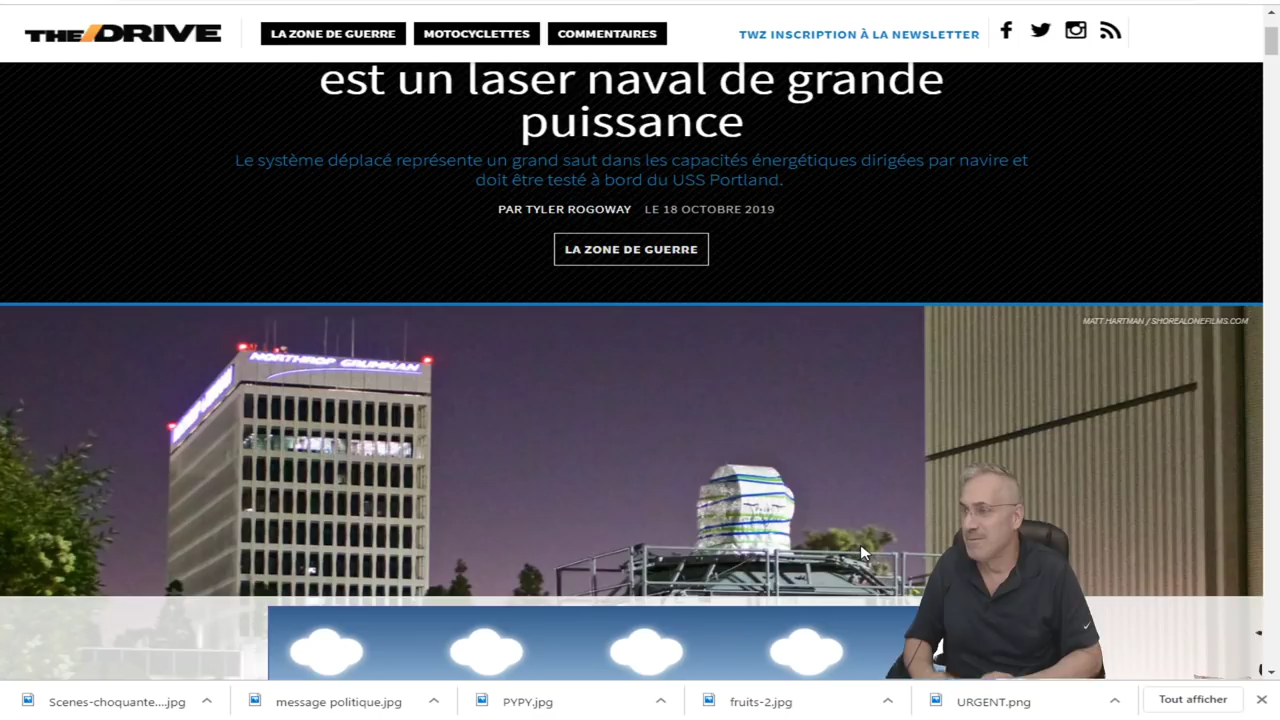 THE/DRIVE
LA ZONE DE GUERRE
MOTOCYCLETTES
COMMENTAIRES
TWZ INSCRIPTION À LA NEWSLETTER
est un laser naval de grande
puissance
Le système déplacé représente un grand saut dans les capacités énergétiques dirigées par navire et
doit être testé à bord du USS Portland.
PAR TYLER ROGOWAY LE 18 OCTOBRE 2019
LA ZONE DE GUERRE
MATT HARTMAN / SHOREALONEFILMS.COM
NORTHROP GRUMMAN
Scenes-choquante....jpg
message politique.jpg
PYPY.jpg
fruits-2.jpg
URGENT.png
Tout afficher